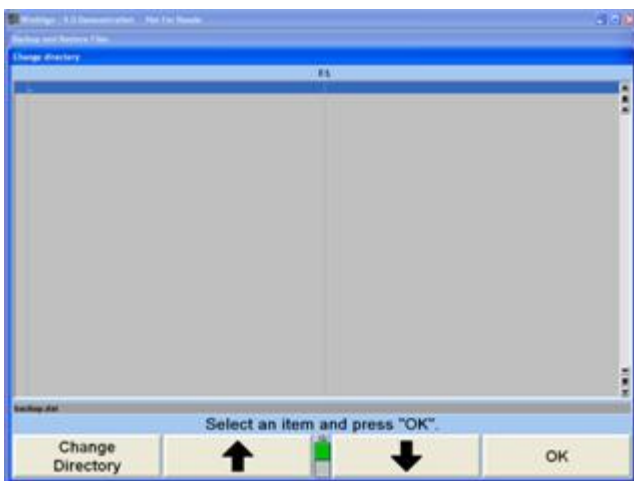 Backup and Restore Files
Change directory
backup.dat
Select an item and press "OK".
Change
Directory
OK